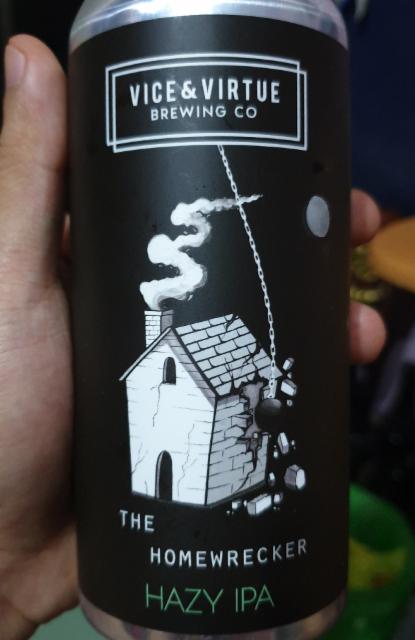 VICE & VIRTUE
BREWING CO
THE
HOMEWRECKER
HAZY IPA